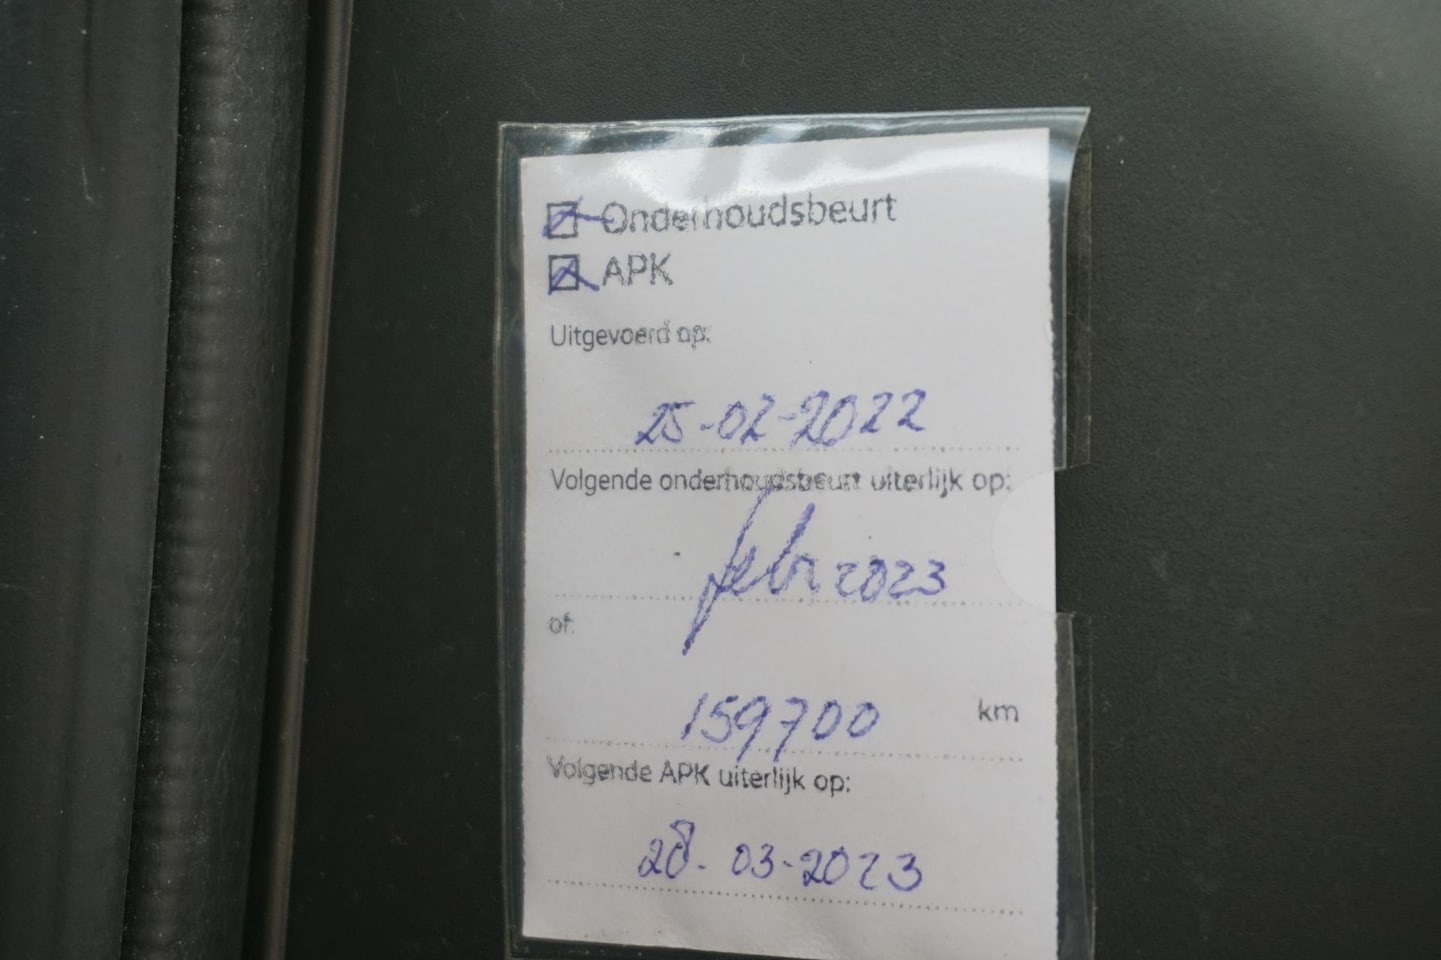 Onderhoudsbeurt
APK
Uitgevoerd op:
25-02-2022
Volgende onderhoudsbeurt uiterlijk op:
febr 2023
of:
159700 km
Volgende APK uiterlijk op:
28-03-2023